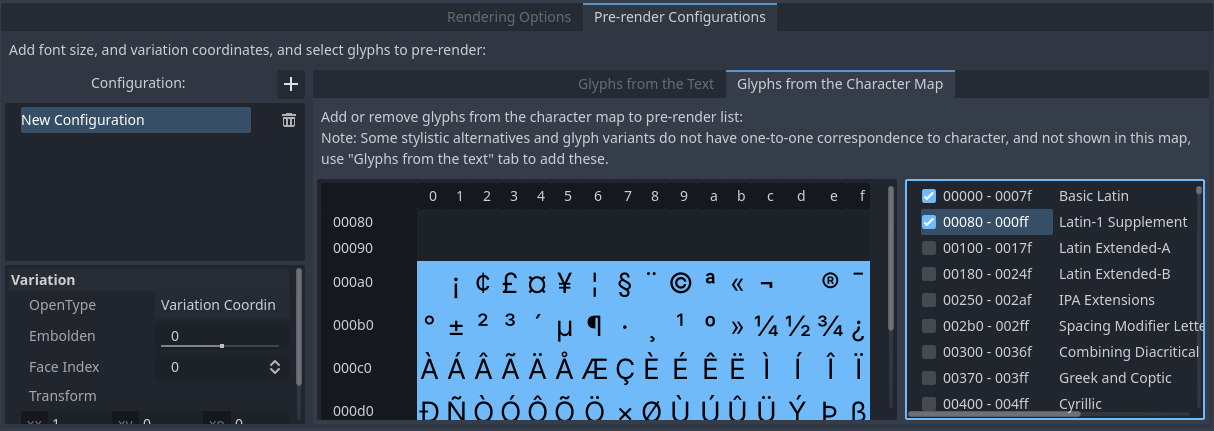 Rendering Options Pre-render Configurations
Add font size, and variation coordinates, and select glyphs to pre-render:
Configuration: +
New Configuration
Variation
OpenType Variation Coordin
Embolden 0
Face Index 0
Transform
Glyphs from the Text Glyphs from the Character Map
Add or remove glyphs from the character map to pre-render list:
Note: Some stylistic alternatives and glyph variants do not have one-to-one correspondence to character, and not shown in this map,
use "Glyphs from the text" tab to add these.
0 1 2 3 4 5 6 7 8 9 a b c d e f
00080
00090
000a0 ¡ ¢ £ ¤ ¥ ¦ § ¨ © ª « ¬ ® ¯
000b0 ° ± ² ³ ´ µ ¶ · ¸ ¹ º » ¼ ½ ¾ ¿
000c0 À Á Â Ã Ä Å Æ Ç È É Ê Ë Ì Í Î Ï
000d0 Ð Ñ Ò Ó Ô Õ Ö × Ø Ù Ú Û Ü Ý Þ ß
00000 - 0007f Basic Latin
00080 - 000ff Latin-1 Supplement
00100 - 0017f Latin Extended-A
00180 - 0024f Latin Extended-B
00250 - 002af IPA Extensions
002b0 - 002ff Spacing Modifier Lette
00300 - 0036f Combining Diacritical
00370 - 003ff Greek and Coptic
00400 - 004ff Cyrillic